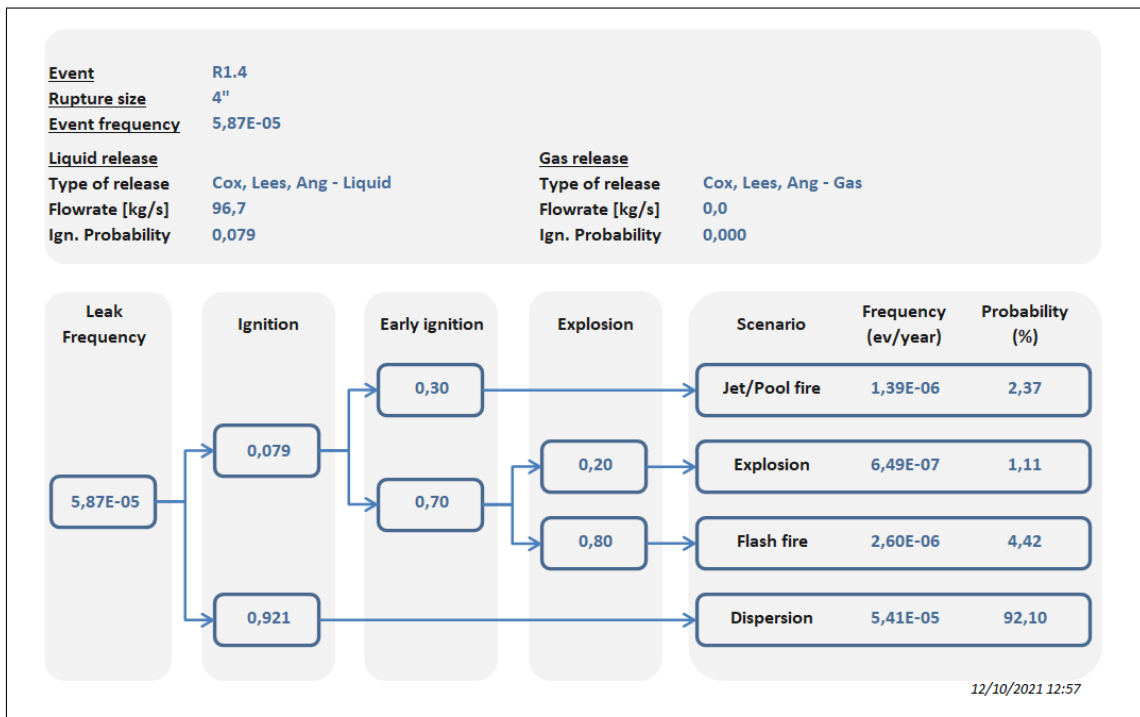 Event R1.4
Rupture size 4"
Event frequency 5,87E-05
Liquid release Gas release
Type of release Cox, Lees, Ang - Liquid Type of release Cox, Lees, Ang - Gas
Flowrate [kg/s] 96,7 Flowrate [kg/s] 0,0
Ign. Probability 0,079 Ign. Probability 0,000
Leak
Frequency
Ignition
Early ignition
Explosion
Scenario
Frequency
(ev/year)
Probability
(%)
0,30 Jet/Pool fire 1,39E-06 2,37
0,079
0,20 Explosion 6,49E-07 1,11
5,87E-05 0,70
0,80 Flash fire 2,60E-06 4,42
0,921 Dispersion 5,41E-05 92,10
12/10/2021 12:57